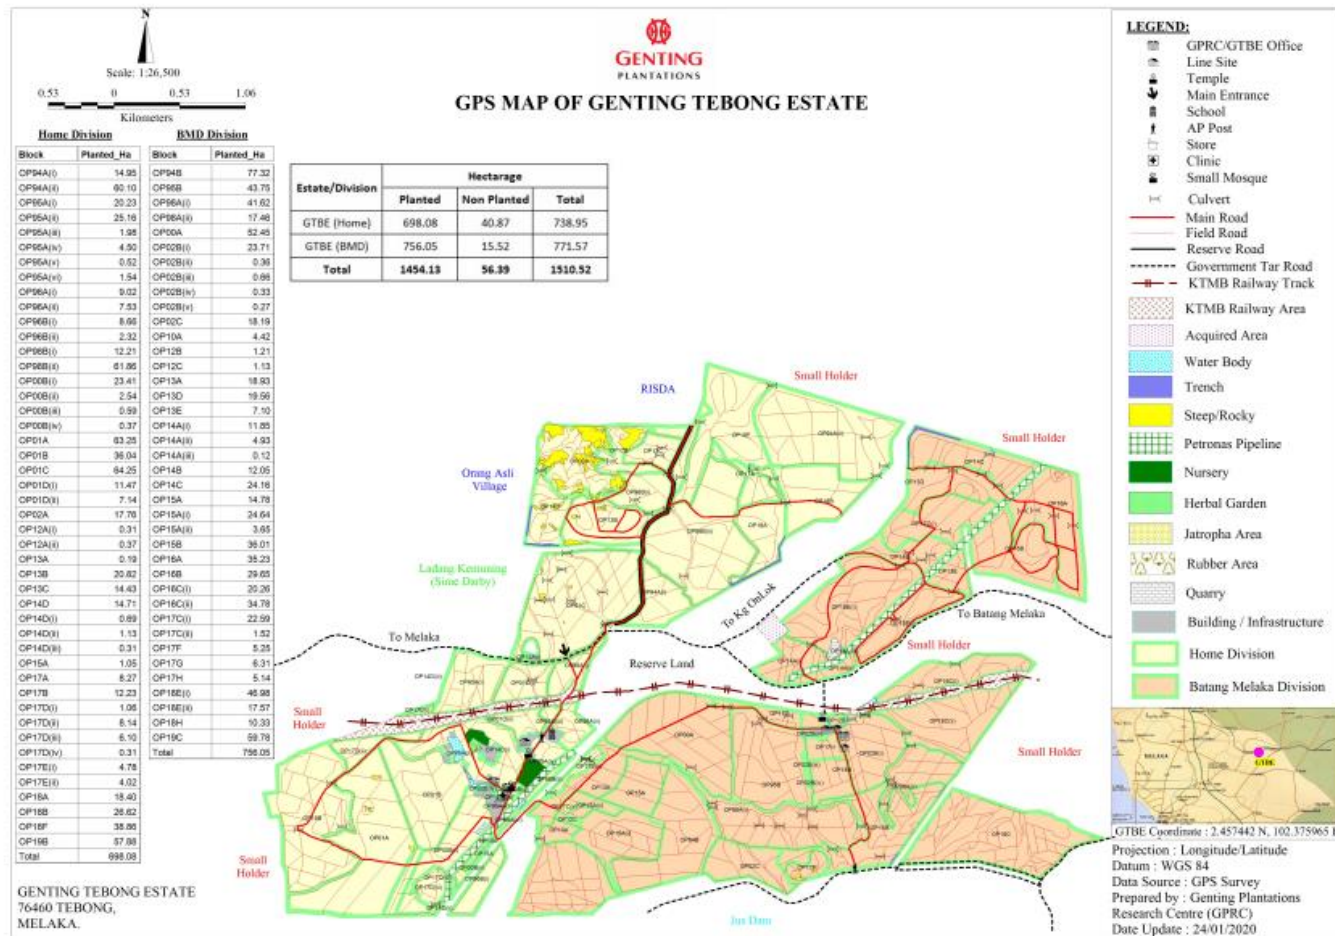 N
Scale: 1:26,500
0.53 0 0.53 1.06
Kilometers
GENTING
PLANTATIONS
GPS MAP OF GENTING TEBONG ESTATE
Home Division BMD Division
Block Planted_Ha Block Planted_Ha
OP94A(i) 14.95 OP94B 77.32
OP94A(ii) 60.10 OP95B 43.75
OP95A(i) 20.23 OP96A(i) 41.62
OP95A(ii) 25.16 OP98A(ii) 17.46
OP95A(iii) 1.98 OP00A 52.45
OP95A(iv) 4.50 OP02B(i) 23.71
OP95A(v) 0.52 OP02B(ii) 0.36
OP95A(vi) 1.54 OP02B(iii) 0.66
OP96A(i) 9.02 OP02B(iv) 0.33
OP96A(ii) 7.53 OP02B(v) 0.27
OP96B(i) 8.66 OP02C 18.19
OP96B(ii) 2.32 OP10A 4.42
OP98B(i) 12.21 OP12B 1.21
OP98B(ii) 61.86 OP12C 1.13
OP00B(i) 23.41 OP13A 18.93
OP00B(ii) 2.54 OP13D 19.56
OP00B(iii) 0.59 OP13E 7.10
OP00B(iv) 0.37 OP14A(i) 11.85
OP01A 63.25 OP14A(ii) 4.93
OP01B 36.04 OP14A(iii) 0.12
OP01C 64.25 OP14B 12.05
OP01D(i) 11.47 OP14C 24.16
OP01D(ii) 7.14 OP15A 14.78
OP02A 17.76 OP15A(i) 24.64
OP12A(i) 0.31 OP15A(ii) 3.65
OP12A(ii) 0.37 OP15B 36.01
OP13A 0.19 OP16A 35.23
OP13B 20.82 OP16B 29.65
OP13C 14.43 OP16C(i) 20.26
OP14D 14.71 OP16C(ii) 34.78
OP14D(i) 0.69 OP17C(i) 22.59
OP14D(ii) 1.13 OP17C(ii) 1.52
OP14D(iii) 0.31 OP17F 5.25
OP15A 1.05 OP17G 6.31
OP17A 8.27 OP17H 5.14
OP17B 12.23 OP18E(i) 46.98
OP17D(i) 1.06 OP18E(ii) 17.57
OP17D(ii) 8.14 OP18H 10.33
OP17D(iii) 6.10 OP19C 59.78
OP17D(iv) 0.31 Total 756.05
OP17E(i) 4.78
OP17E(ii) 4.02
OP18A 18.40
OP18B 26.62
OP18F 38.86
OP19B 57.88
Total 698.08
Estate/Division Hectarage
Planted Non Planted Total
GTBE (Home) 698.08 40.87 738.95
GTBE (BMD) 756.05 15.52 771.57
Total 1454.13 56.39 1510.52
RISDA
Small Holder
Small Holder
Orang Asli
Village
Ladang Kemuning
(Sime Darby)
To Kg OnLok
To Batang Melaka
To Melaka
Small Holder
Reserve Land
Small
Holder
Small Holder
Small
Holder
Jus Datu
GENTING TEBONG ESTATE
76460 TEBONG,
MELAKA.
LEGEND:
GPRC/GTBE Office
Line Site
Temple
Main Entrance
School
AP Post
Store
Clinic
Small Mosque
Culvert
Main Road
Field Road
Reserve Road
Government Tar Road
KTMB Railway Track
KTMB Railway Area
Acquired Area
Water Body
Trench
Steep/Rocky
Petronas Pipeline
Nursery
Herbal Garden
Jatropha Area
Rubber Area
Quarry
Building / Infrastructure
Home Division
Batang Melaka Division
MELAKA
GTBE
GTBE Coordinate : 2.457442 N, 102.375965 E
Projection : Longitude/Latitude
Datum : WGS 84
Data Source : GPS Survey
Prepared by : Genting Plantations
Research Centre (GPRC)
Date Update : 24/01/2020